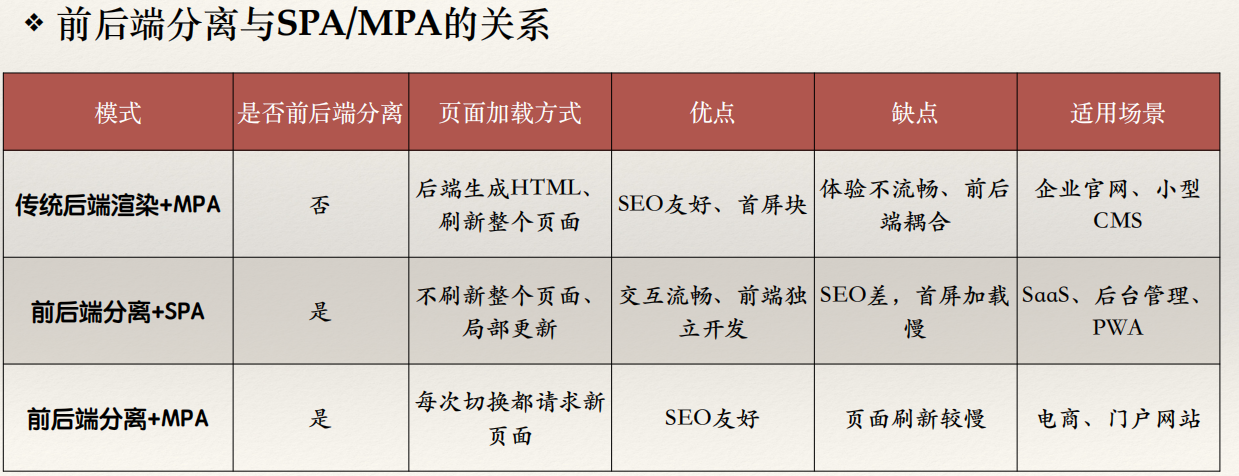 ❖ 前后端分离与SPA/MPA的关系
模式 是否前后端分离 页面加载方式 优点 缺点 适用场景
传统后端渲染+MPA 否 后端生成HTML、 SEO友好、首屏块 体验不流畅、前后 企业官网、小型
刷新整个页面 端耦合 CMS
前后端分离+SPA 是 不刷新整个页面、 交互流畅、前端独 SEO差，首屏加载 SaaS、后台管理、
局部更新 立开发 慢 PWA
前后端分离+MPA 是 每次切换都请求新 SEO友好 页面刷新较慢 电商、门户网站
页面